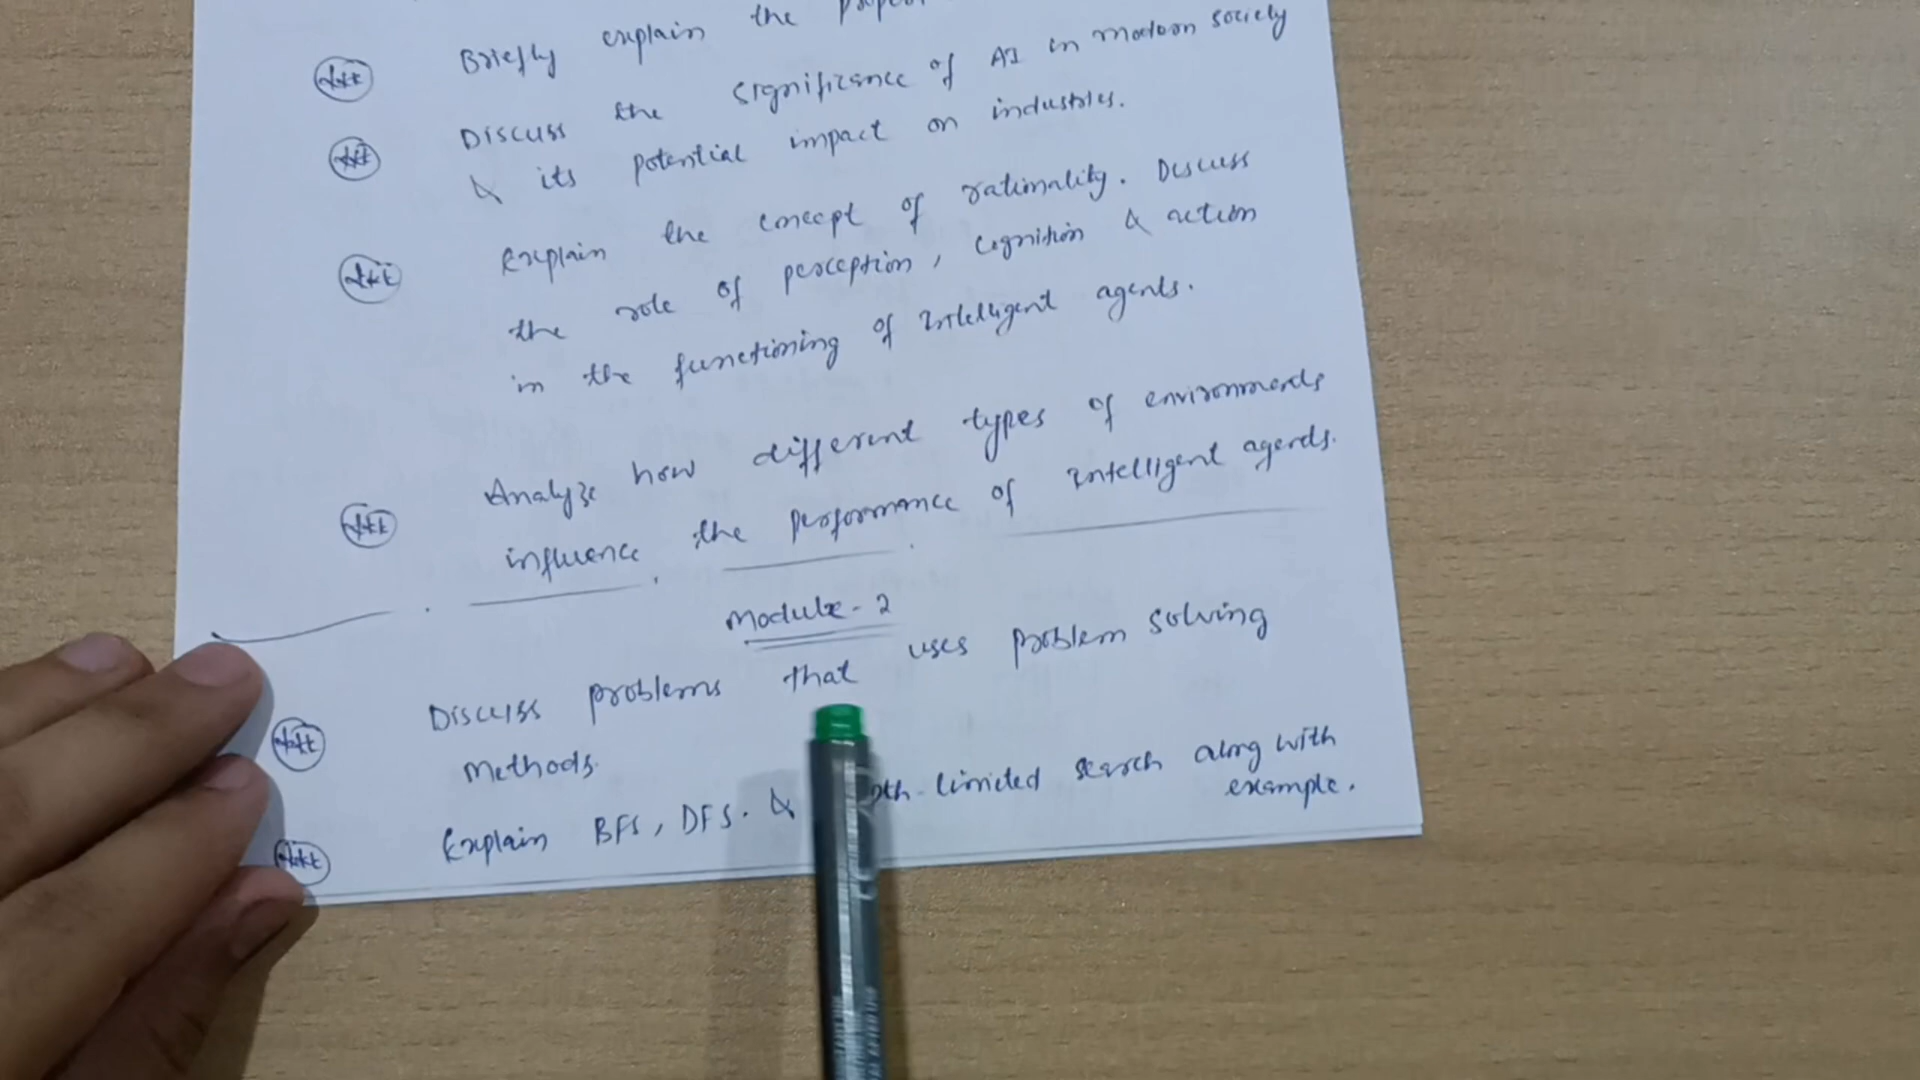 Briefly explain the
Discuss the significance of AI in modern society
& its potential impact on industries.
Explain the concept of rationality. Discuss
the role of perception, cognition & action
in the functioning of intelligent agents.
Analyze how different types of environments
influence the performance of intelligent agents.
Module-2
Discuss problems that uses problem solving
Methods.
Explain BFS, DFS. & limited search along with
example.